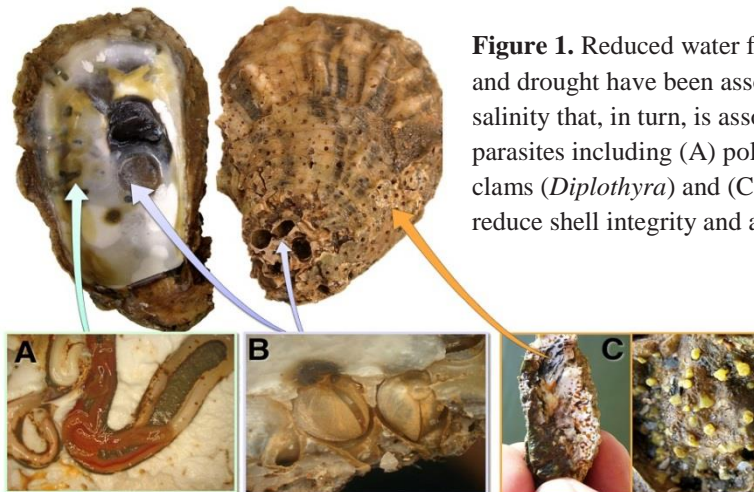 Figure 1. Reduced water f
and drought have been asso
salinity that, in turn, is asso
parasites including (A) pol
clams (Diplothyra) and (C
reduce shell integrity and a
A
B
C